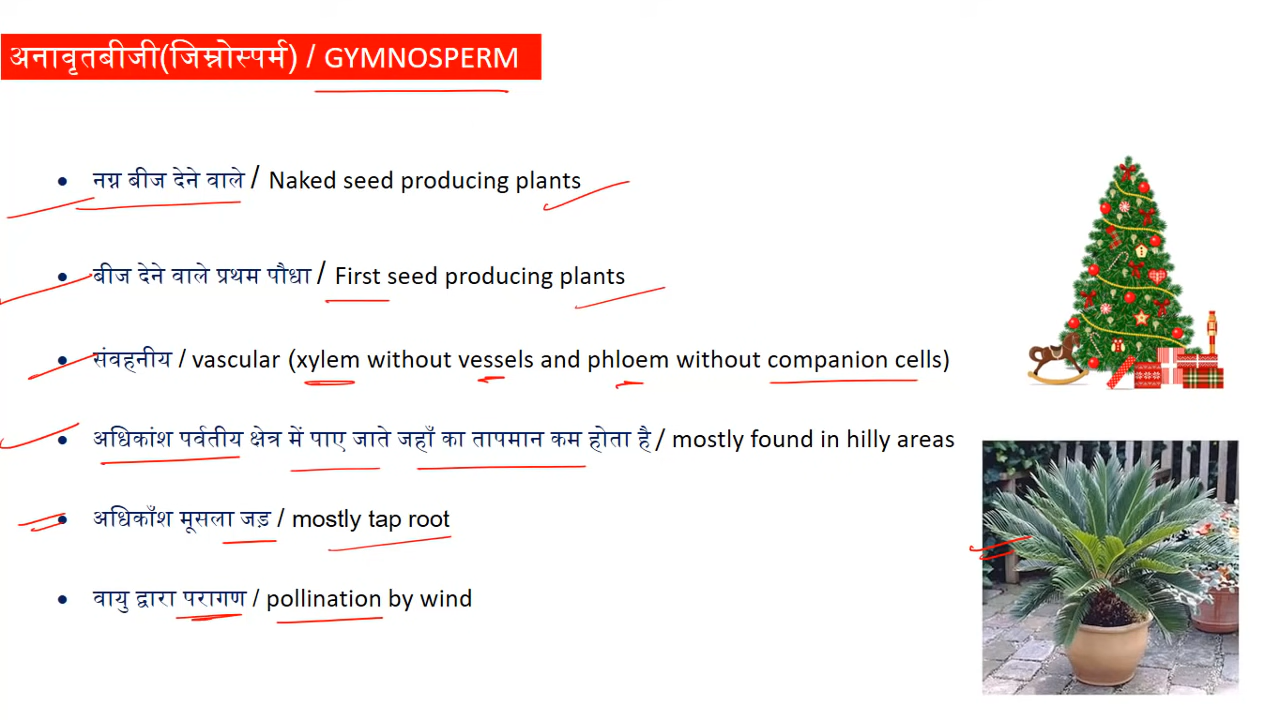 अनावृतबीजी(जिम्नोस्पर्म) / GYMNOSPERM
• नग्न बीज देने वाले / Naked seed producing plants
• बीज देने वाले प्रथम पौधा / First seed producing plants
• संवहनीय / vascular (xylem without vessels and phloem without companion cells)
• अधिकांश पर्वतीय क्षेत्र में पाए जाते जहाँ का तापमान कम होता है / mostly found in hilly areas
• अधिकाँश मूसला जड़ / mostly tap root
• वायु द्वारा परागण / pollination by wind